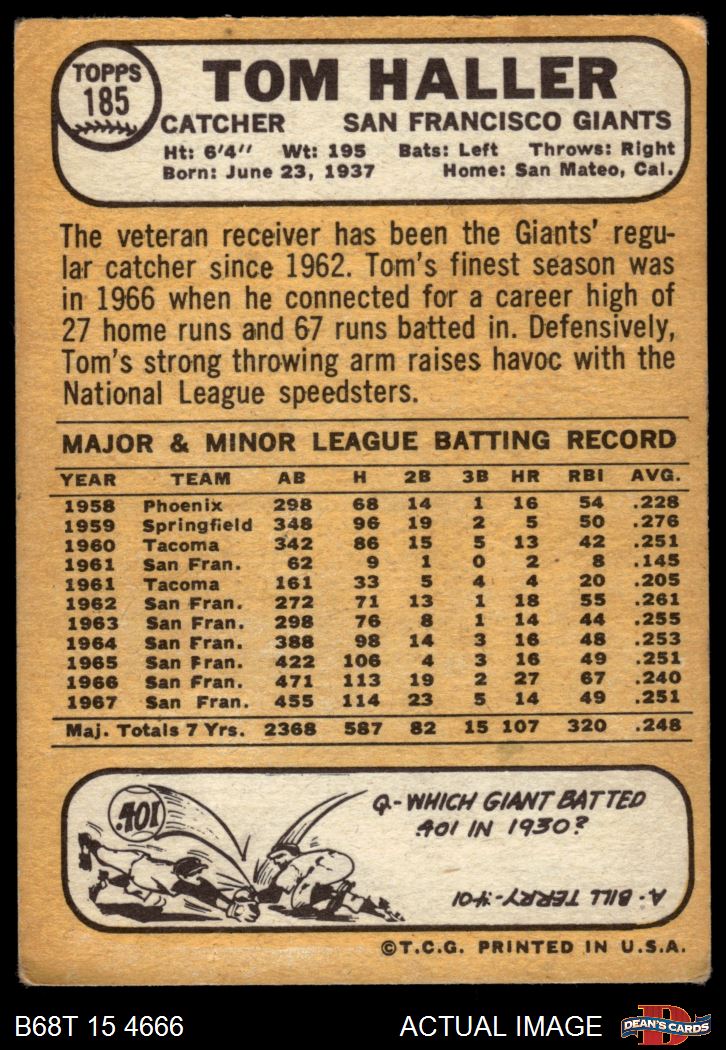 TOPPS
185
TOM HALLER
CATCHER SAN FRANCISCO GIANTS
Ht: 6'4" Wt: 195 Bats: Left Throws: Right
Born: June 23, 1937 Home: San Mateo, Cal.
The veteran receiver has been the Giants' regu-
lar catcher since 1962. Tom's finest season was
in 1966 when he connected for a career high of
27 home runs and 67 runs batted in. Defensively,
Tom's strong throwing arm raises havoc with the
National League speedsters.
MAJOR & MINOR LEAGUE BATTING RECORD
YEAR TEAM AB H 2B 3B HR RBI AVG.
1958 Phoenix 298 68 14 1 16 54 .228
1959 Springfield 348 96 19 2 5 50 .276
1960 Tacoma 342 86 15 5 13 42 .251
1961 San Fran. 62 9 1 0 2 8 .145
1961 Tacoma 161 33 5 4 4 20 .205
1962 San Fran. 272 71 13 1 18 55 .261
1963 San Fran. 298 76 8 1 14 44 .255
1964 San Fran. 388 98 14 3 16 48 .253
1965 San Fran. 422 106 4 3 16 49 .251
1966 San Fran. 471 113 19 2 27 67 .240
1967 San Fran. 455 114 23 5 14 49 .251
Maj. Totals 7 Yrs. 2368 587 82 15 107 320 .248
.401
Q-WHICH GIANT BATTED
.401 IN 1930?
A-BILL TERRY-.401
©T.C.G. PRINTED IN U.S.A.
B68T 15 4666 ACTUAL IMAGE
D
DEAN'S CARDS